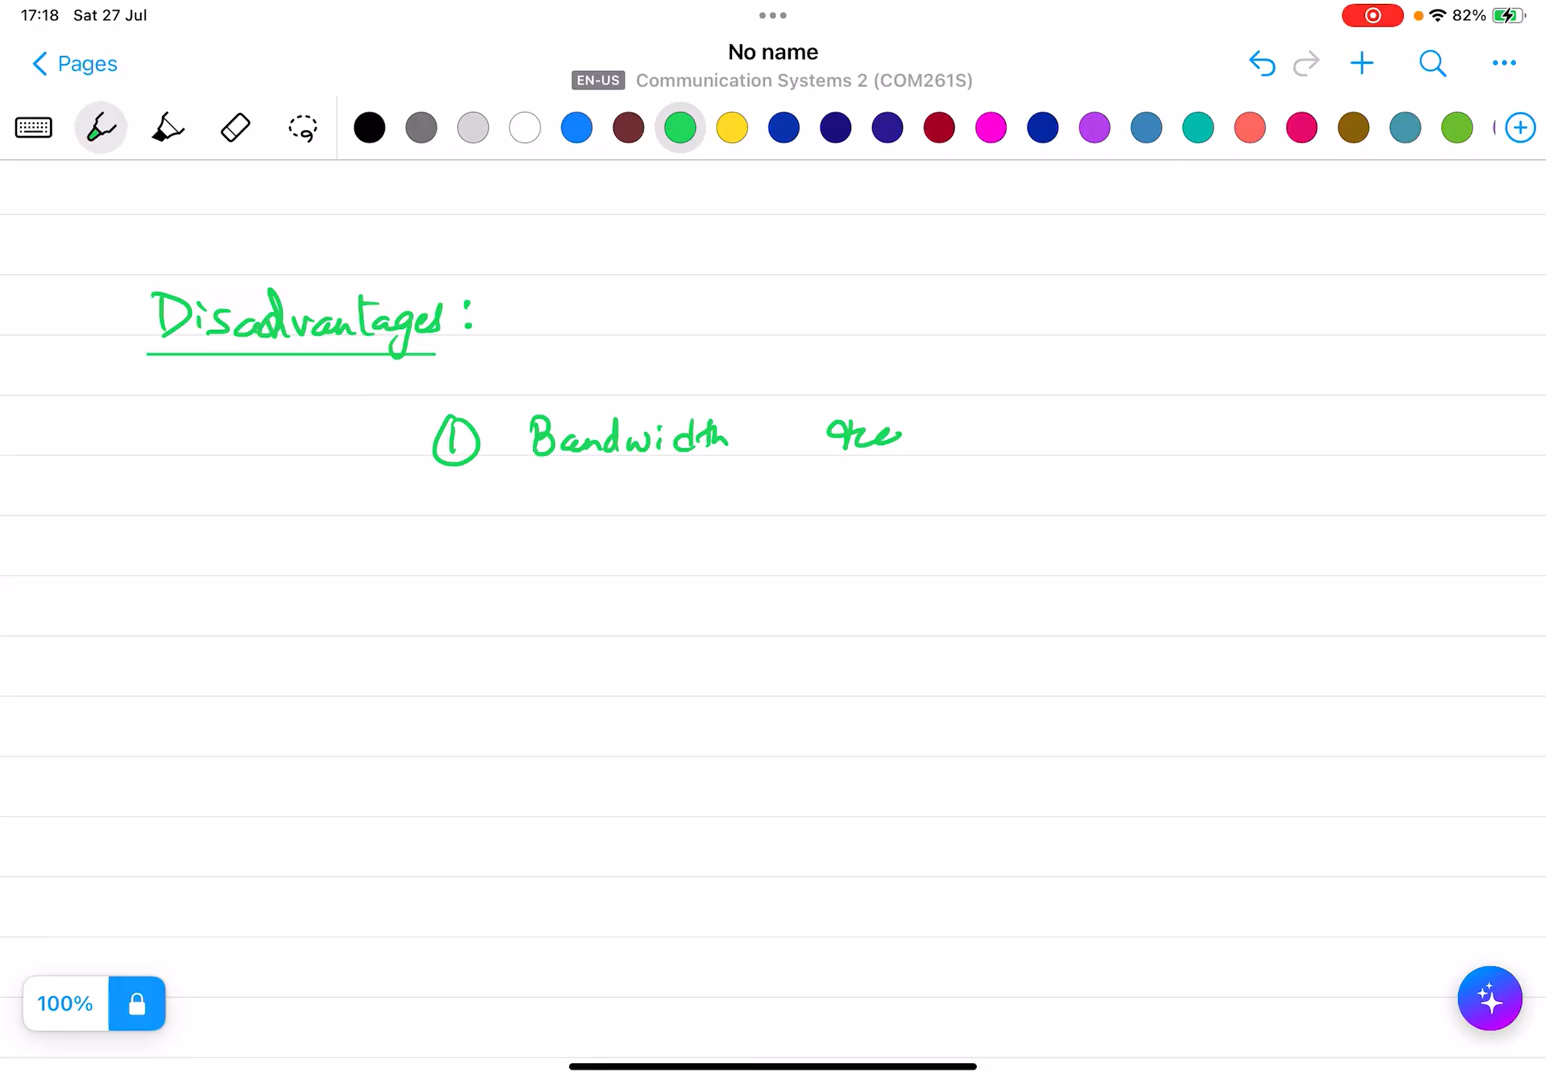 17:18 Sat 27 Jul
82%
Pages
No name
EN-US Communication Systems 2 (COM261S)
Disadvantages :
① Bandwidth
100%